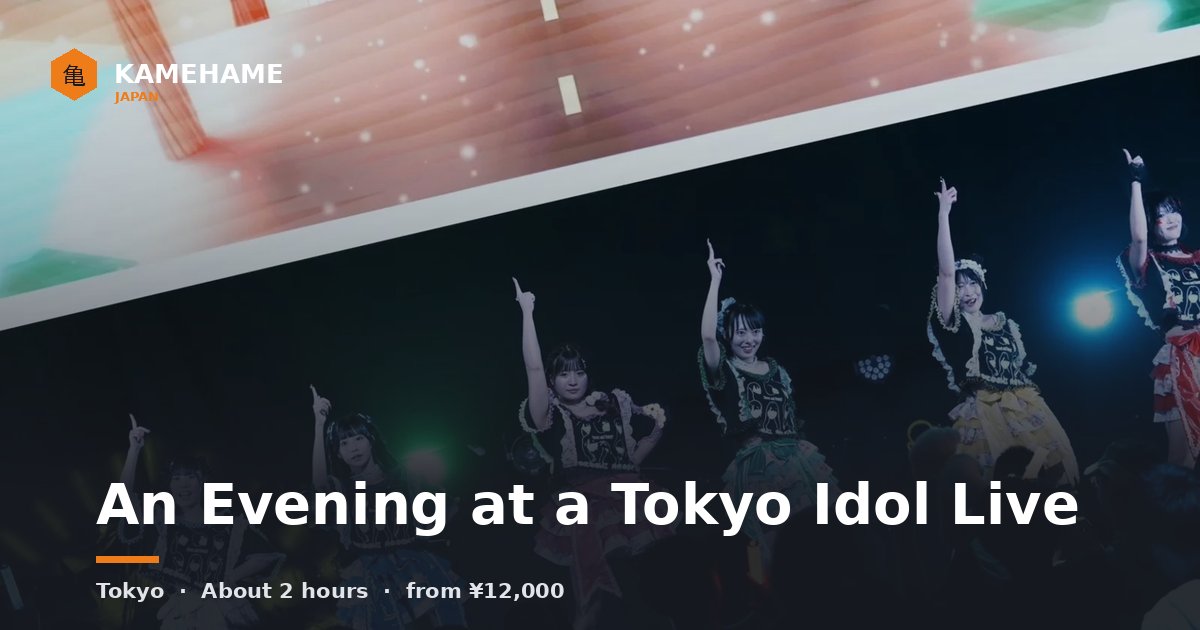 亀
KAMEHAME
JAPAN
An Evening at a Tokyo Idol Live
Tokyo · About 2 hours · from ¥12,000